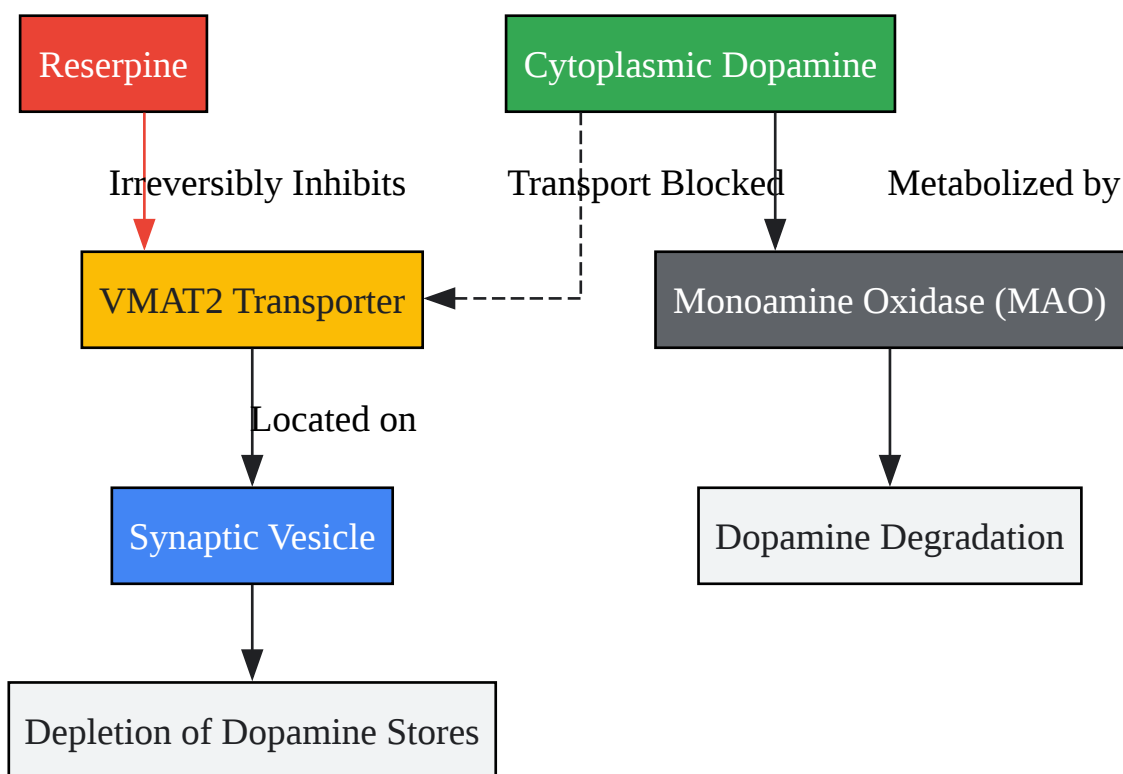 Reserpine
Cytoplasmic Dopamine
Irreversibly Inhibits
Transport Blocked
Metabolized by
VMAT2 Transporter
Monoamine Oxidase (MAO)
Located on
Synaptic Vesicle
Dopamine Degradation
Depletion of Dopamine Stores